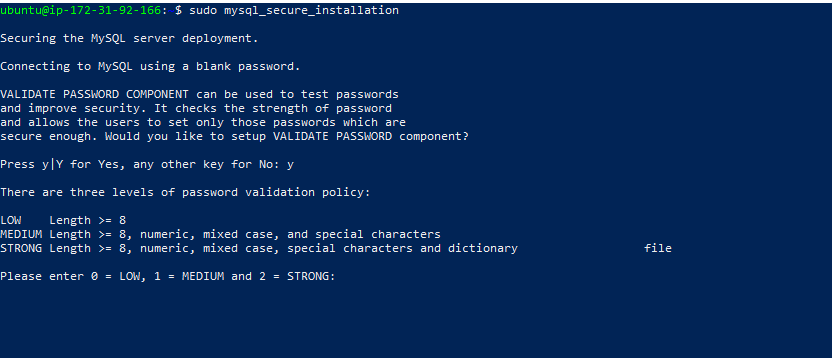 ubuntu@ip-172-31-92-166: $ sudo mysql_secure_installation
Securing the MySQL server deployment.
Connecting to MySQL using a blank password.
VALIDATE PASSWORD COMPONENT can be used to test passwords
and improve security. It checks the strength of password
and allows the users to set only those passwords which are
secure enough. Would you like to setup VALIDATE PASSWORD component?
Press y|Y for Yes, any other key for No: y
There are three levels of password validation policy:
LOW    Length >= 8
MEDIUM Length >= 8, numeric, mixed case, and special characters
STRONG Length >= 8, numeric, mixed case, special characters and dictionary                  file
Please enter 0 = LOW, 1 = MEDIUM and 2 = STRONG: